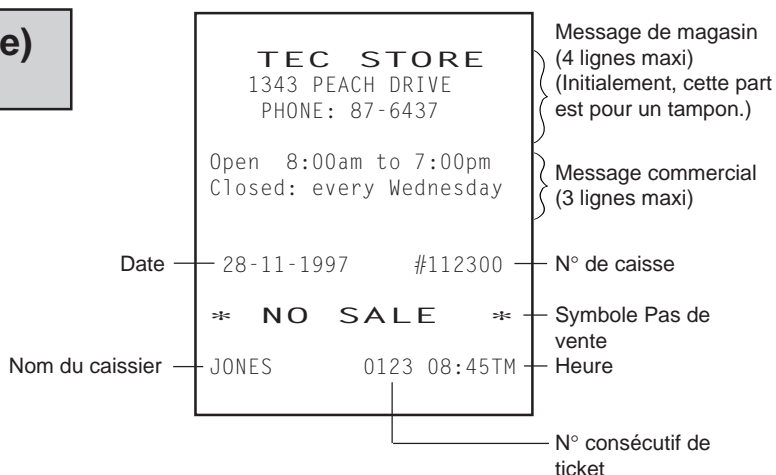 e)
TEC STORE
1343 PEACH DRIVE
PHONE: 87-6437
Message de magasin
(4 lignes maxi)
(Initialement, cette part
est pour un tampon.)
Open 8:00am to 7:00pm
Closed: every Wednesday
Message commercial
(3 lignes maxi)
Date
28-11-1997 #112300
N° de caisse
* NO SALE *
Symbole Pas de
vente
Nom du caissier
JONES 0123 08:45TM
Heure
N° consécutif de
ticket